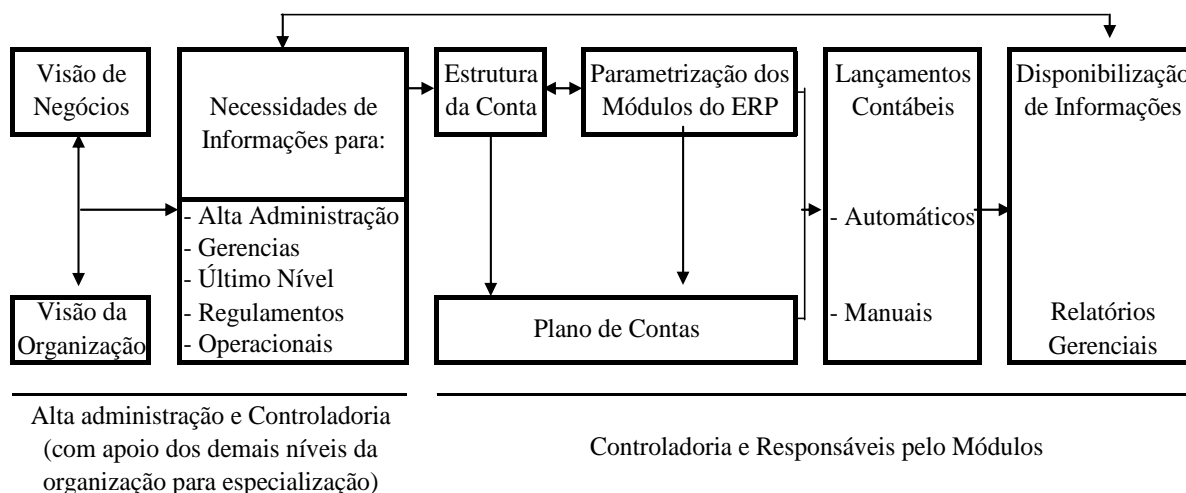 Visão de
Negócios
Visão da
Organização
Necessidades de
Informações para:
- Alta Administração
- Gerencias
- Último Nível
- Regulamentos
- Operacionais
Estrutura
da Conta
Parametrização dos
Módulos do ERP
Plano de Contas
Lançamentos
Contábeis
- Automáticos
- Manuais
Disponibilização
de Informações
Relatórios
Gerenciais
Alta administração e Controladoria
(com apoio dos demais níveis da
organização para especialização)
Controladoria e Responsáveis pelo Módulos